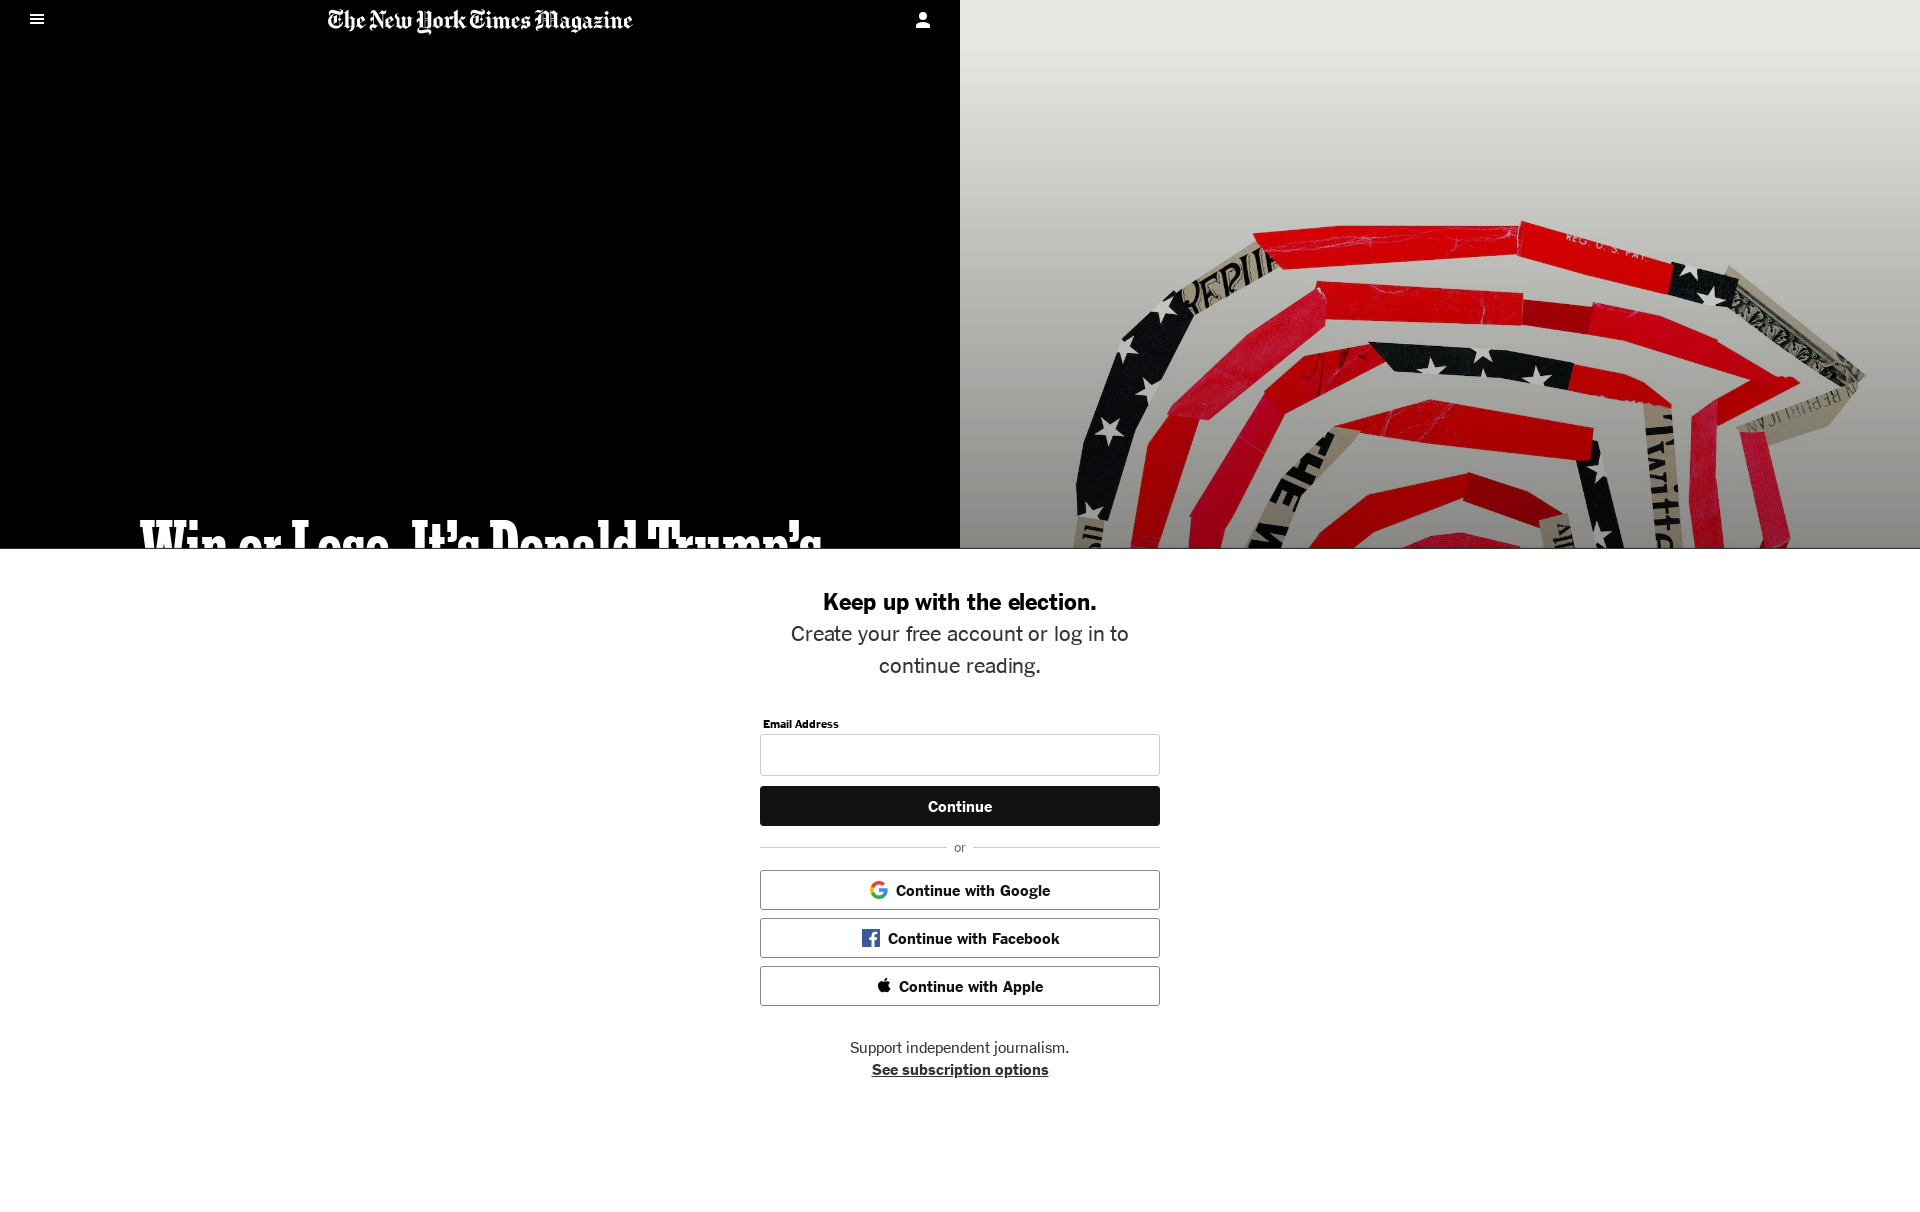 The New York Times Magazine
REPUB
REG. U. S. PAT.
N REPUBLICAN
THE
Win or Lose, It’s Donald Trump’s
Keep up with the election.
Create your free account or log in to
continue reading.
Email Address
Continue
or
Continue with Google
Continue with Facebook
Continue with Apple
Support independent journalism.
See subscription options